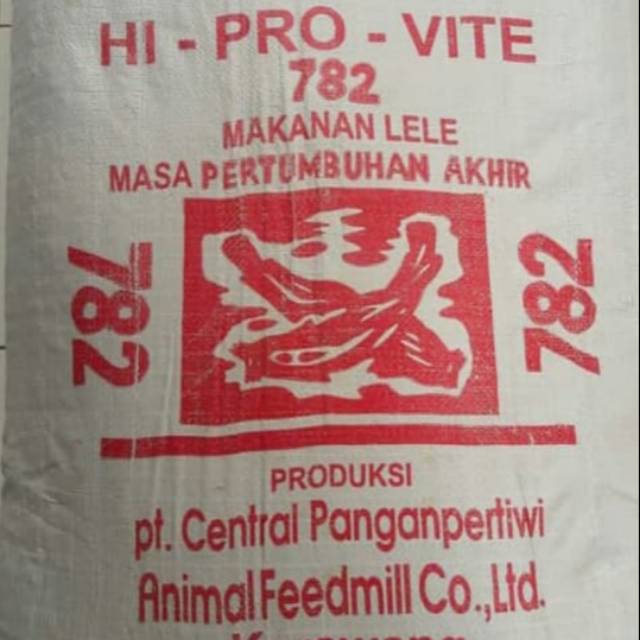 HI - PRO - VITE
782
MAKANAN LELE
MASA PERTUMBUHAN AKHIR
782
782
PRODUKSI
pt. Central Panganpertiwi
Animal Feedmill Co.,Ltd.